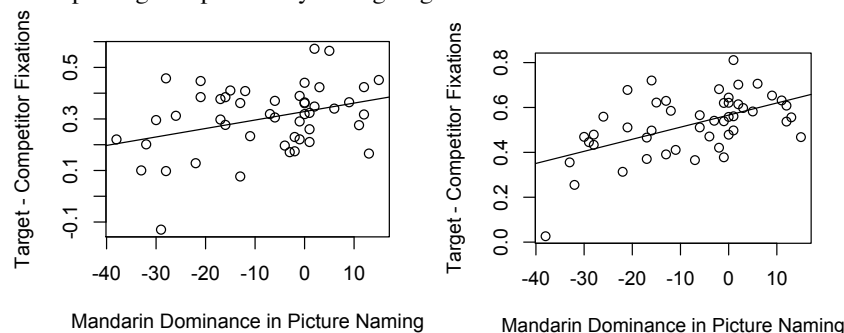 Target - Competitor Fixations
0.5
0.3
0.1
-0.1
-40 -30 -20 -10 0 10
Mandarin Dominance in Picture Naming
Target - Competitor Fixations
0.8
0.6
0.4
0.2
0.0
-40 -30 -20 -10 0 10
Mandarin Dominance in Picture Naming